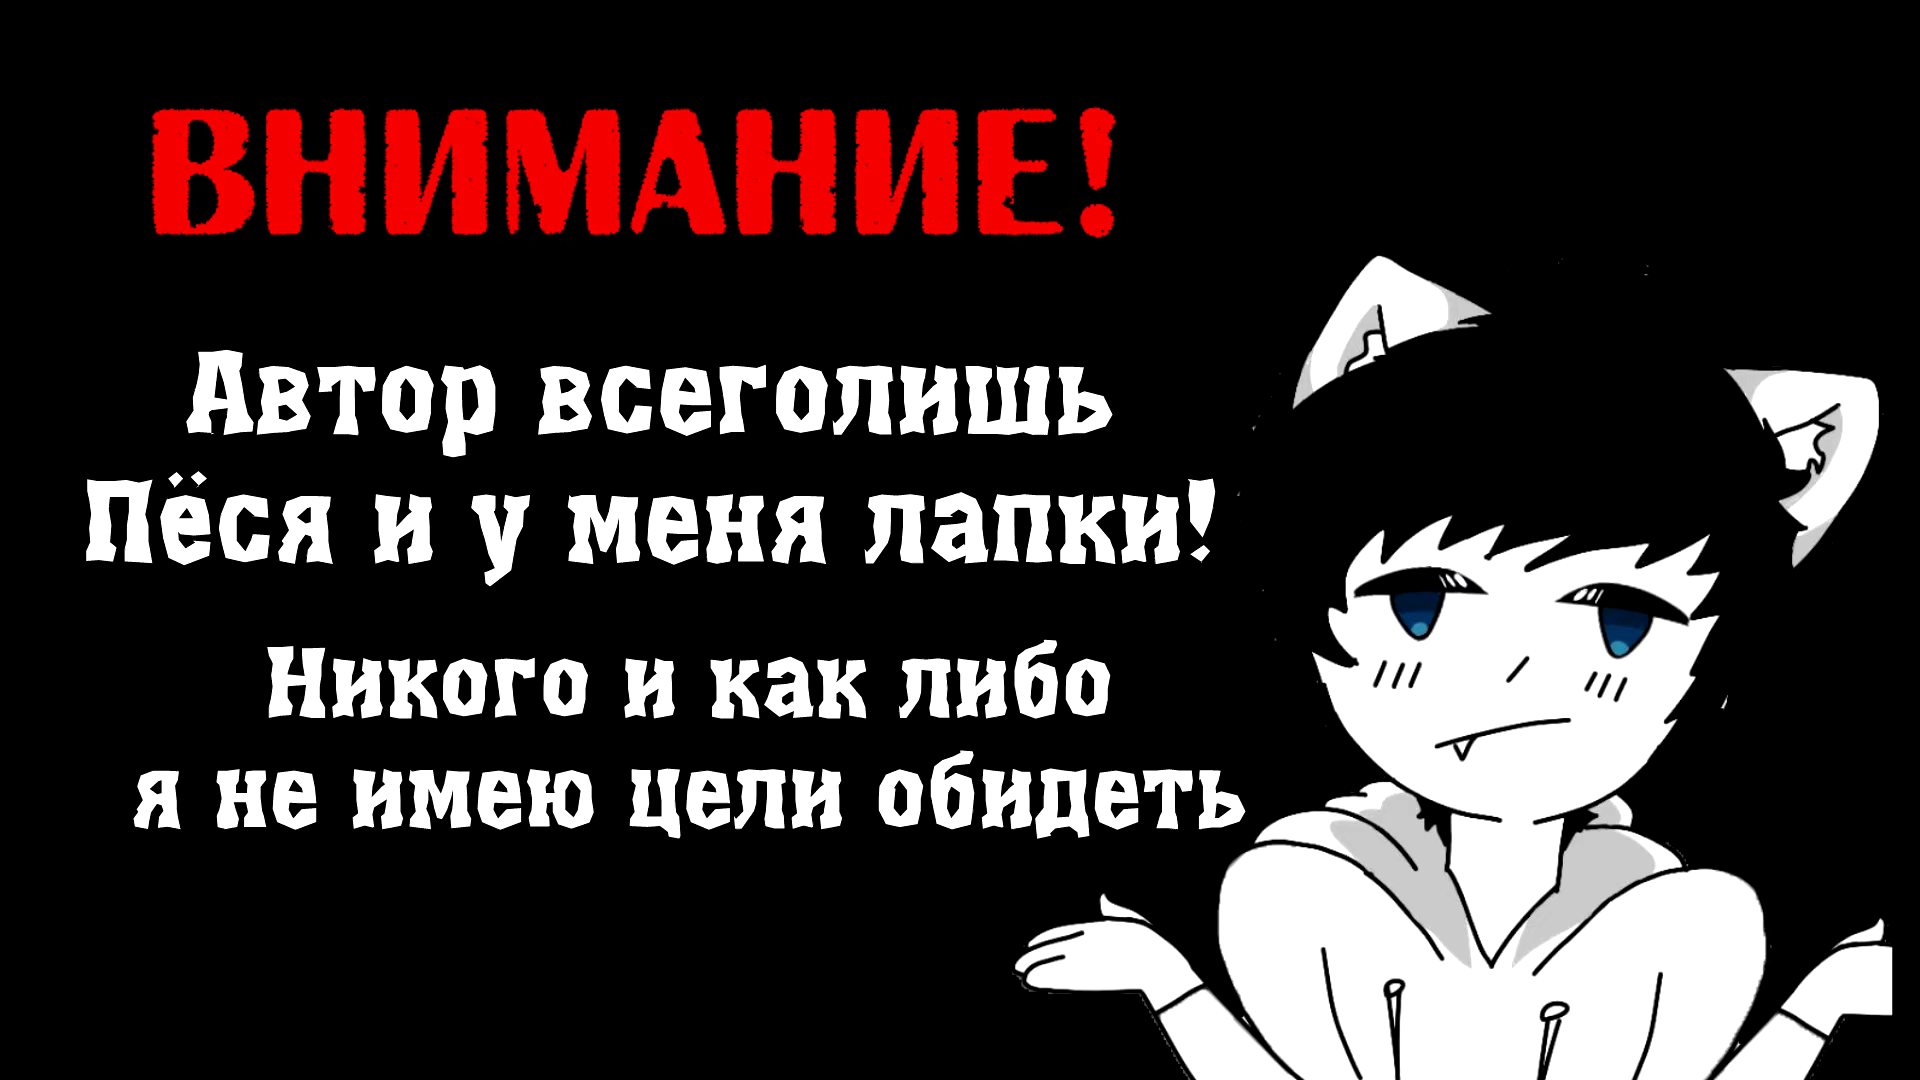 ВНИМАНИЕ!
Автор всеголишь
Пёся и у меня лапки!
Никого и как либо
я не имею цели обидеть